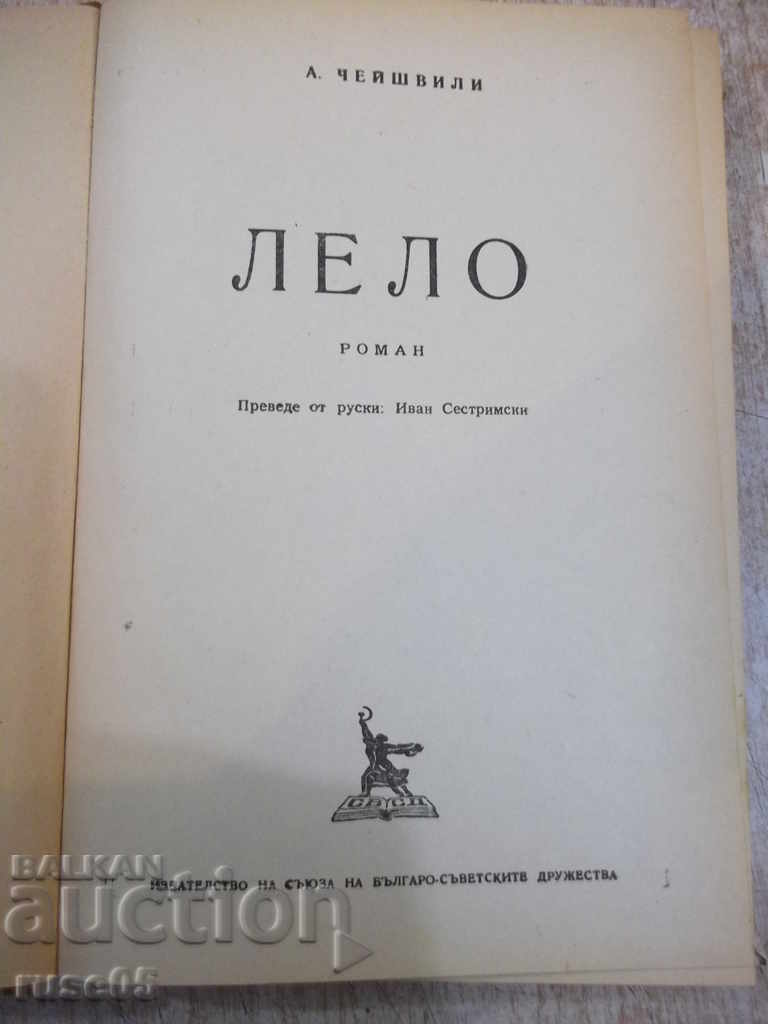 А. ЧЕЙШВИЛИ
ЛЕЛО
РОМАН
Преведе от руски: Иван Сестримски
СБСД
ИЗДАТЕЛСТВО НА СЪЮЗА НА БЪЛГАРО-СЪВЕТСКИТЕ ДРУЖЕСТВА
BALKAN
auction
ruse05